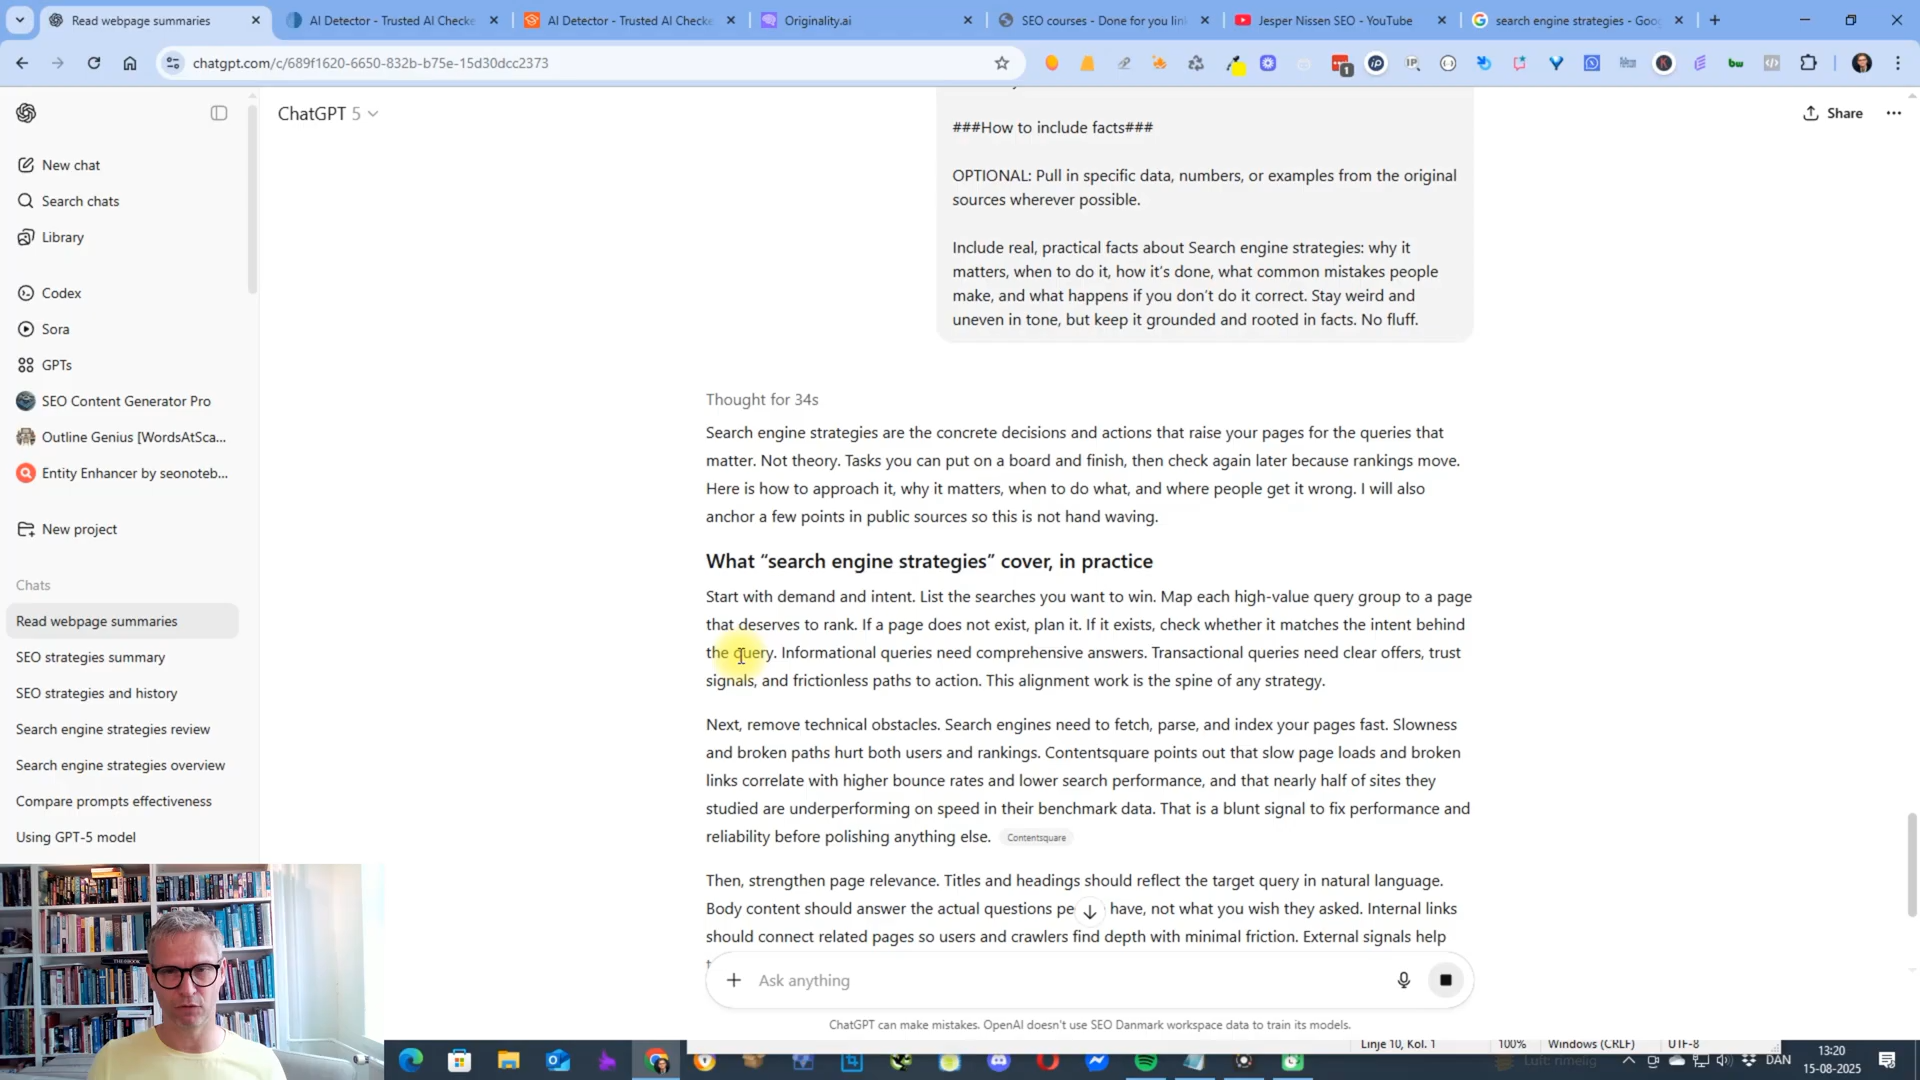 Read webpage summaries
AI Detector - Trusted AI Checke
AI Detector - Trusted AI Checke
Originality.ai
SEO courses - Done for you lin
Jesper Nissen SEO - YouTube
search engine strategies - Goo
chatgpt.com/c/689f1620-6650-832b-b75e-15d30dcc2373
ChatGPT 5
Share
New chat
Search chats
Library
Codex
Sora
GPTs
SEO Content Generator Pro
Outline Genius [WordsAtSca...
Entity Enhancer by seonoteb...
New project
Chats
Read webpage summaries
SEO strategies summary
SEO strategies and history
Search engine strategies review
Search engine strategies overview
Compare prompts effectiveness
Using GPT-5 model
###How to include facts###
OPTIONAL: Pull in specific data, numbers, or examples from the original
sources wherever possible.
Include real, practical facts about Search engine strategies: why it
matters, when to do it, how it's done, what common mistakes people
make, and what happens if you don't do it correct. Stay weird and
uneven in tone, but keep it grounded and rooted in facts. No fluff.
Thought for 34s
Search engine strategies are the concrete decisions and actions that raise your pages for the queries that
matter. Not theory. Tasks you can put on a board and finish, then check again later because rankings move.
Here is how to approach it, why it matters, when to do what, and where people get it wrong. I will also
anchor a few points in public sources so this is not hand waving.
What “search engine strategies” cover, in practice
Start with demand and intent. List the searches you want to win. Map each high-value query group to a page
that deserves to rank. If a page does not exist, plan it. If it exists, check whether it matches the intent behind
the query. Informational queries need comprehensive answers. Transactional queries need clear offers, trust
signals, and frictionless paths to action. This alignment work is the spine of any strategy.
Next, remove technical obstacles. Search engines need to fetch, parse, and index your pages fast. Slowness
and broken paths hurt both users and rankings. Contentsquare points out that slow page loads and broken
links correlate with higher bounce rates and lower search performance, and that nearly half of sites they
studied are underperforming on speed in their benchmark data. That is a blunt signal to fix performance and
reliability before polishing anything else. Contentsquare
Then, strengthen page relevance. Titles and headings should reflect the target query in natural language.
Body content should answer the actual questions pe have, not what you wish they asked. Internal links
should connect related pages so users and crawlers find depth with minimal friction. External signals help
Ask anything
ChatGPT can make mistakes. OpenAI doesn't use SEO Danmark workspace data to train its models.
Linje 10, Kol. 1
100%
Windows (CRLF)
UTF-8
DAN
13:20
15-08-2025